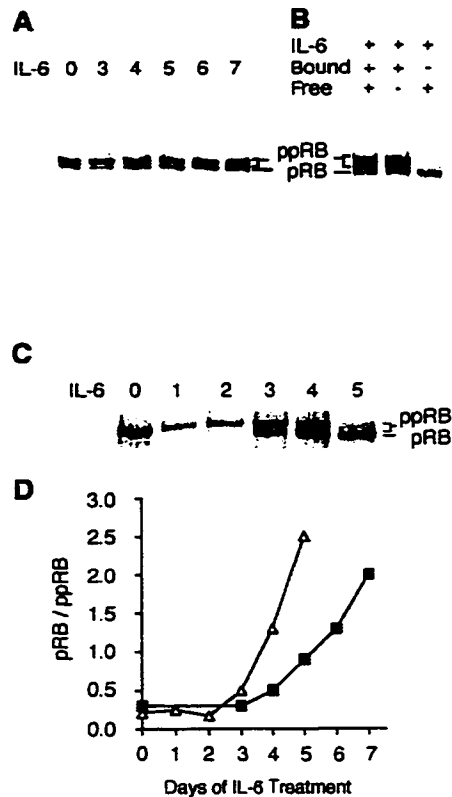 A
IL-6 0 3 4 5 6 7
B
IL-6 + + +
Bound + + -
Free + - +
ppRB
pRB
C
IL-6 0 1 2 3 4 5
ppRB
pRB
D
3.0
2.5
2.0
1.5
1.0
0.5
0.0
pRB / ppRB
0 1 2 3 4 5 6 7
Days of IL-6 Treatment